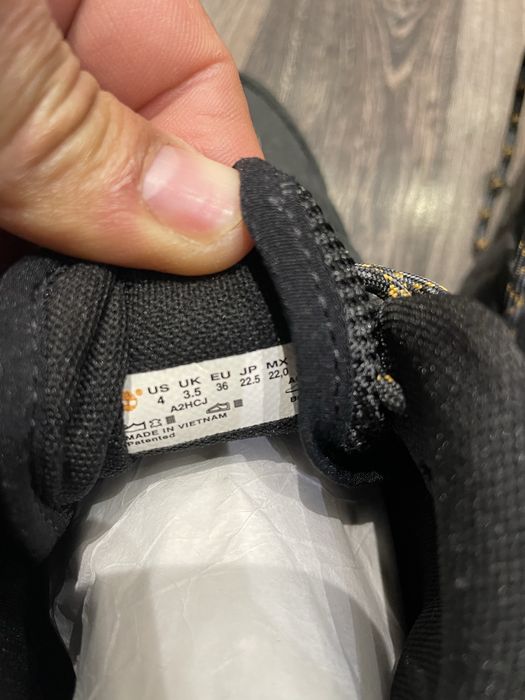 US UK EU JP MX
4 3.5 36 22.5 22,0
A2HCJ
MADE IN VIETNAM
Patented